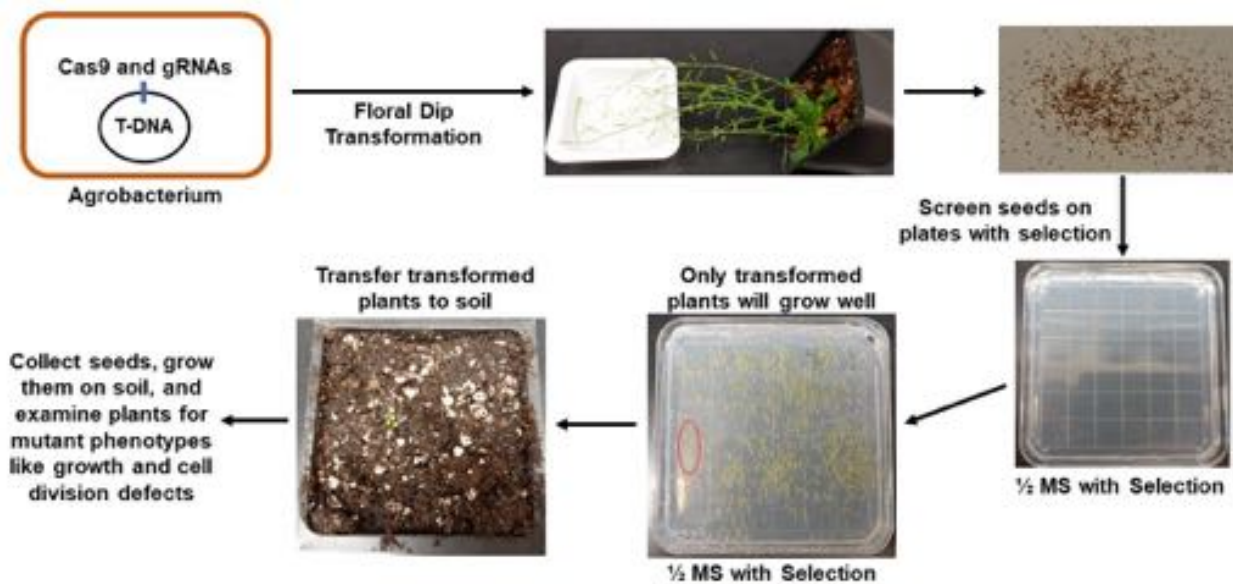 Cas9 and gRNAs
T-DNA
Agrobacterium
Floral Dip
Transformation
Screen seeds on
plates with selection
½ MS with Selection
Only transformed
plants will grow well
½ MS with Selection
Transfer transformed
plants to soil
Collect seeds, grow
them on soil, and
examine plants for
mutant phenotypes
like growth and cell
division defects